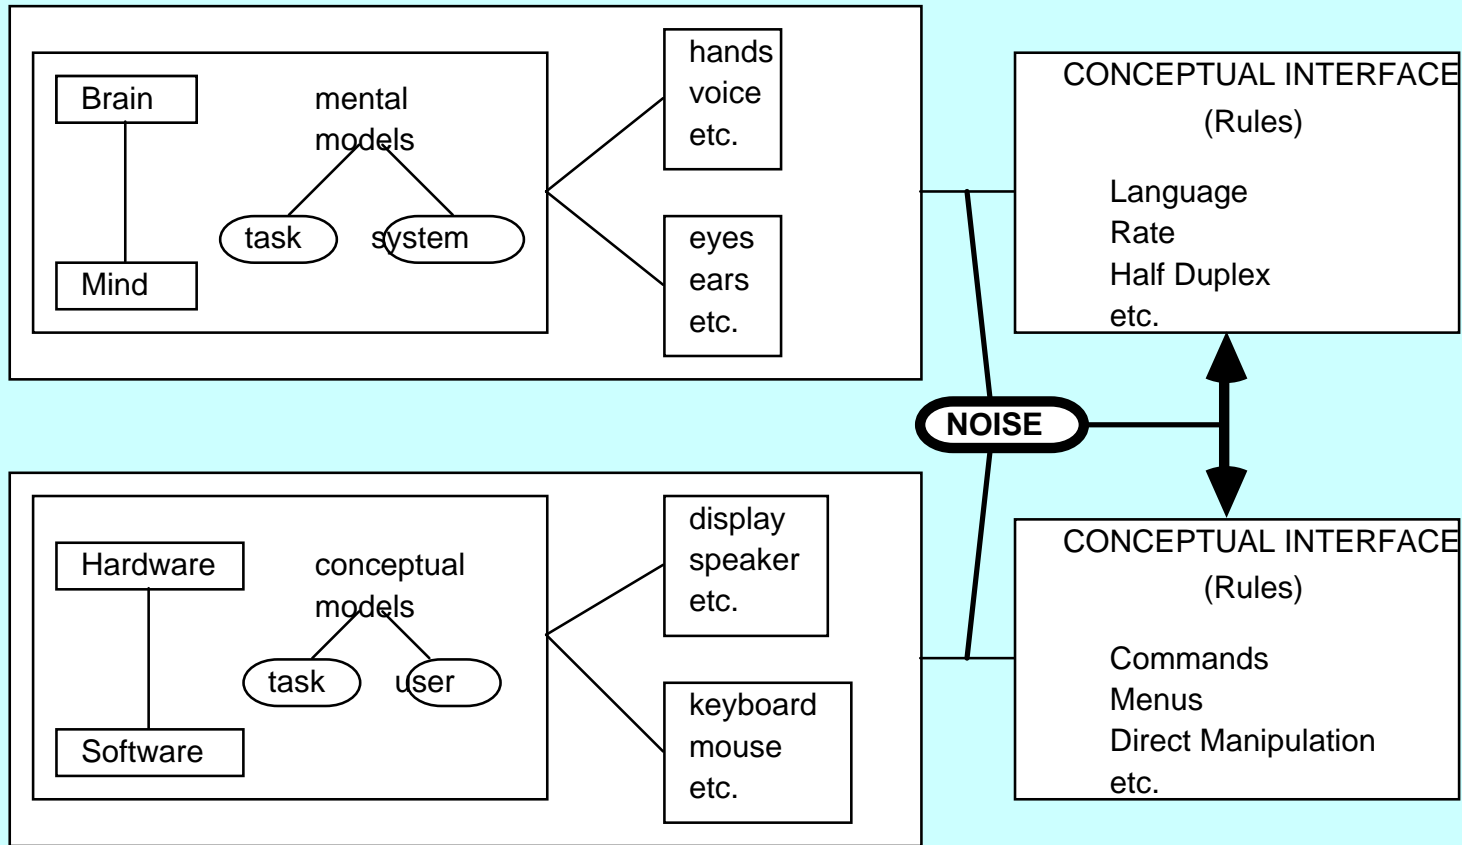 Brain
Mind
mental
models
task
system
hands
voice
etc.
eyes
ears
etc.
CONCEPTUAL INTERFACE
(Rules)
Language
Rate
Half Duplex
etc.
NOISE
Hardware
Software
conceptual
models
task
user
display
speaker
etc.
keyboard
mouse
etc.
CONCEPTUAL INTERFACE
(Rules)
Commands
Menus
Direct Manipulation
etc.